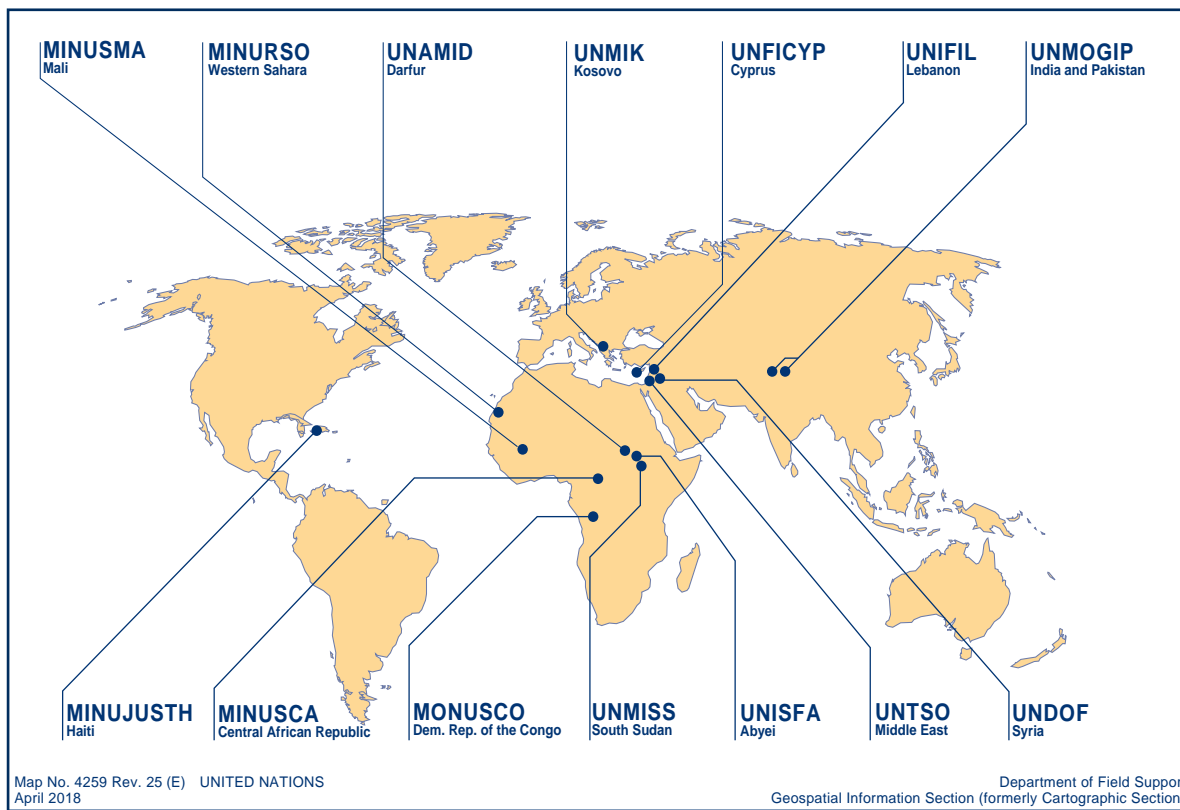 MINUSMA
Mali
MINURSO
Western Sahara
UNAMID
Darfur
UNMIK
Kosovo
UNFICYP
Cyprus
UNIFIL
Lebanon
UNMOGIP
India and Pakistan
MINUJUSTH
Haiti
MINUSCA
Central African Republic
MONUSCO
Dem. Rep. of the Congo
UNMISS
South Sudan
UNISFA
Abyei
UNTSO
Middle East
UNDOF
Syria
Map No. 4259 Rev. 25 (E) UNITED NATIONS
April 2018
Department of Field Suppor
Geospatial Information Section (formerly Cartographic Section